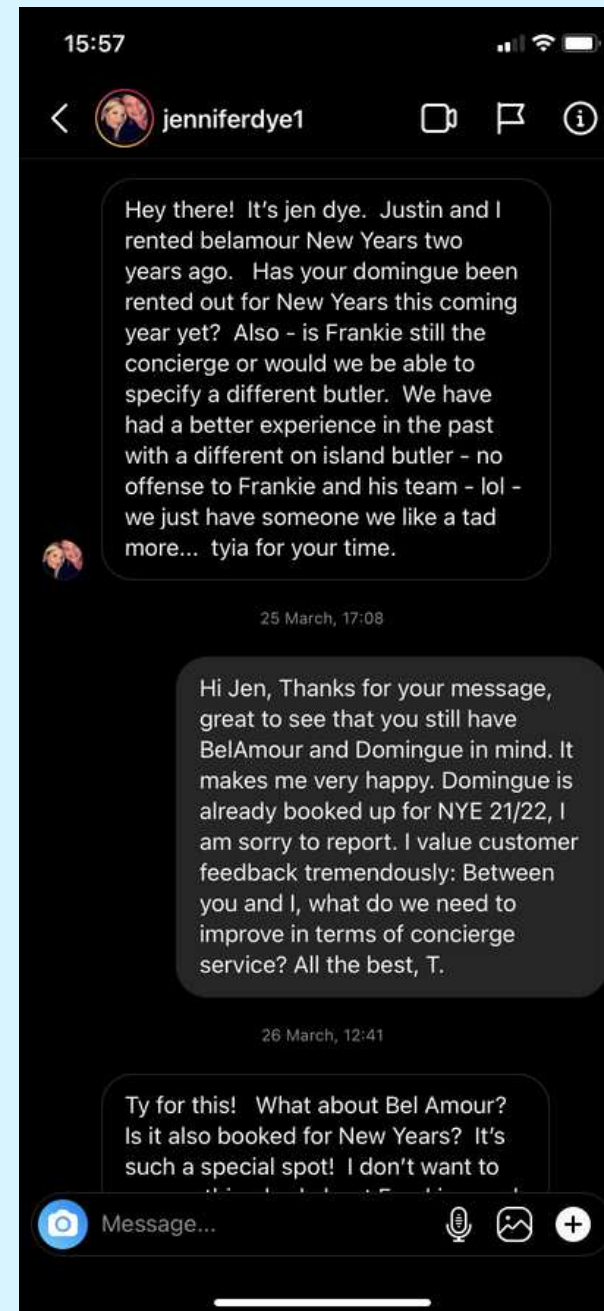 15:57
jenniferdye1
Hey there! It's jen dye. Justin and I
rented belamour New Years two
years ago. Has your domingue been
rented out for New Years this coming
year yet? Also - is Frankie still the
concierge or would we be able to
specify a different butler. We have
had a better experience in the past
with a different on island butler - no
offense to Frankie and his team - lol -
we just have someone we like a tad
more... tyia for your time.
25 March, 17:08
Hi Jen, Thanks for your message,
great to see that you still have
BelAmour and Domingue in mind. It
makes me very happy. Domingue is
already booked up for NYE 21/22, I
am sorry to report. I value customer
feedback tremendously: Between
you and I, what do we need to
improve in terms of concierge
service? All the best, T.
26 March, 12:41
Ty for this! What about Bel Amour?
Is it also booked for New Years? It's
such a special spot! I don't want to
Message...